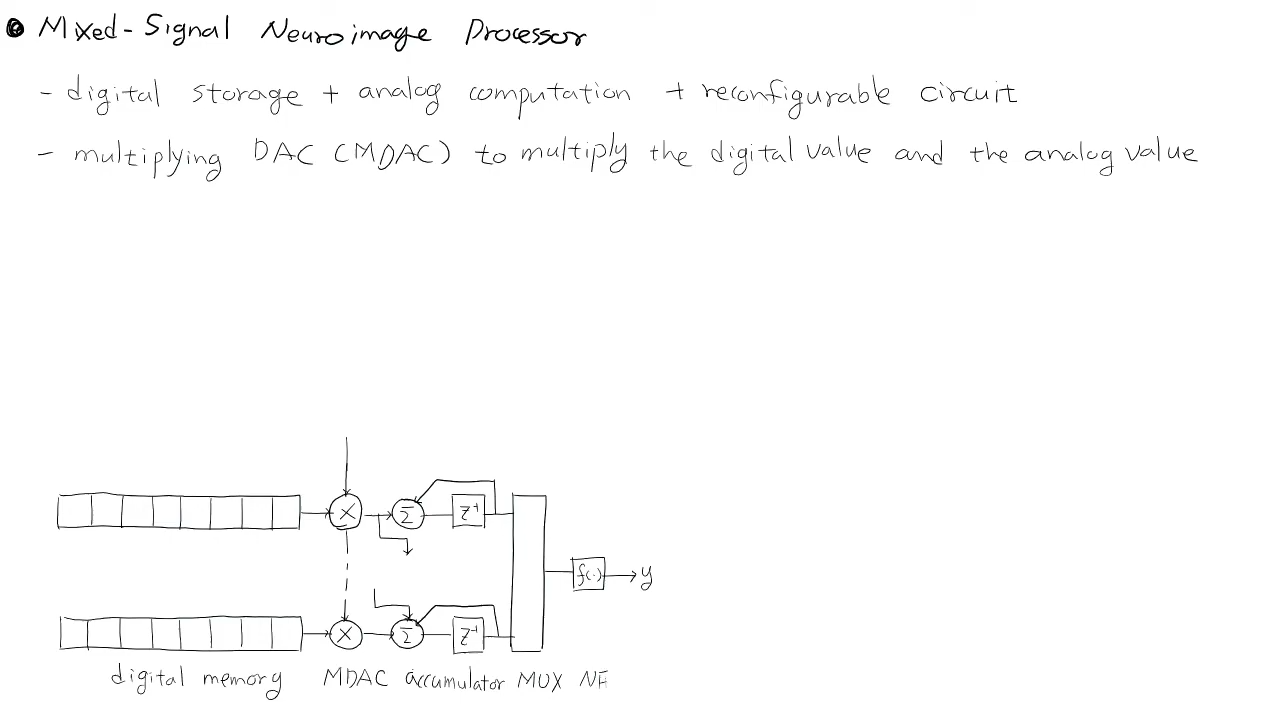 Mixed-Signal Neuroimage Processor
- digital storage + analog computation + reconfigurable circuit
- multiplying DAC (MDAC) to multiply the digital value and the analog value
× Σ z⁻¹
f(·) y
× Σ z⁻¹
digital memory MDAC accumulator MUX NF